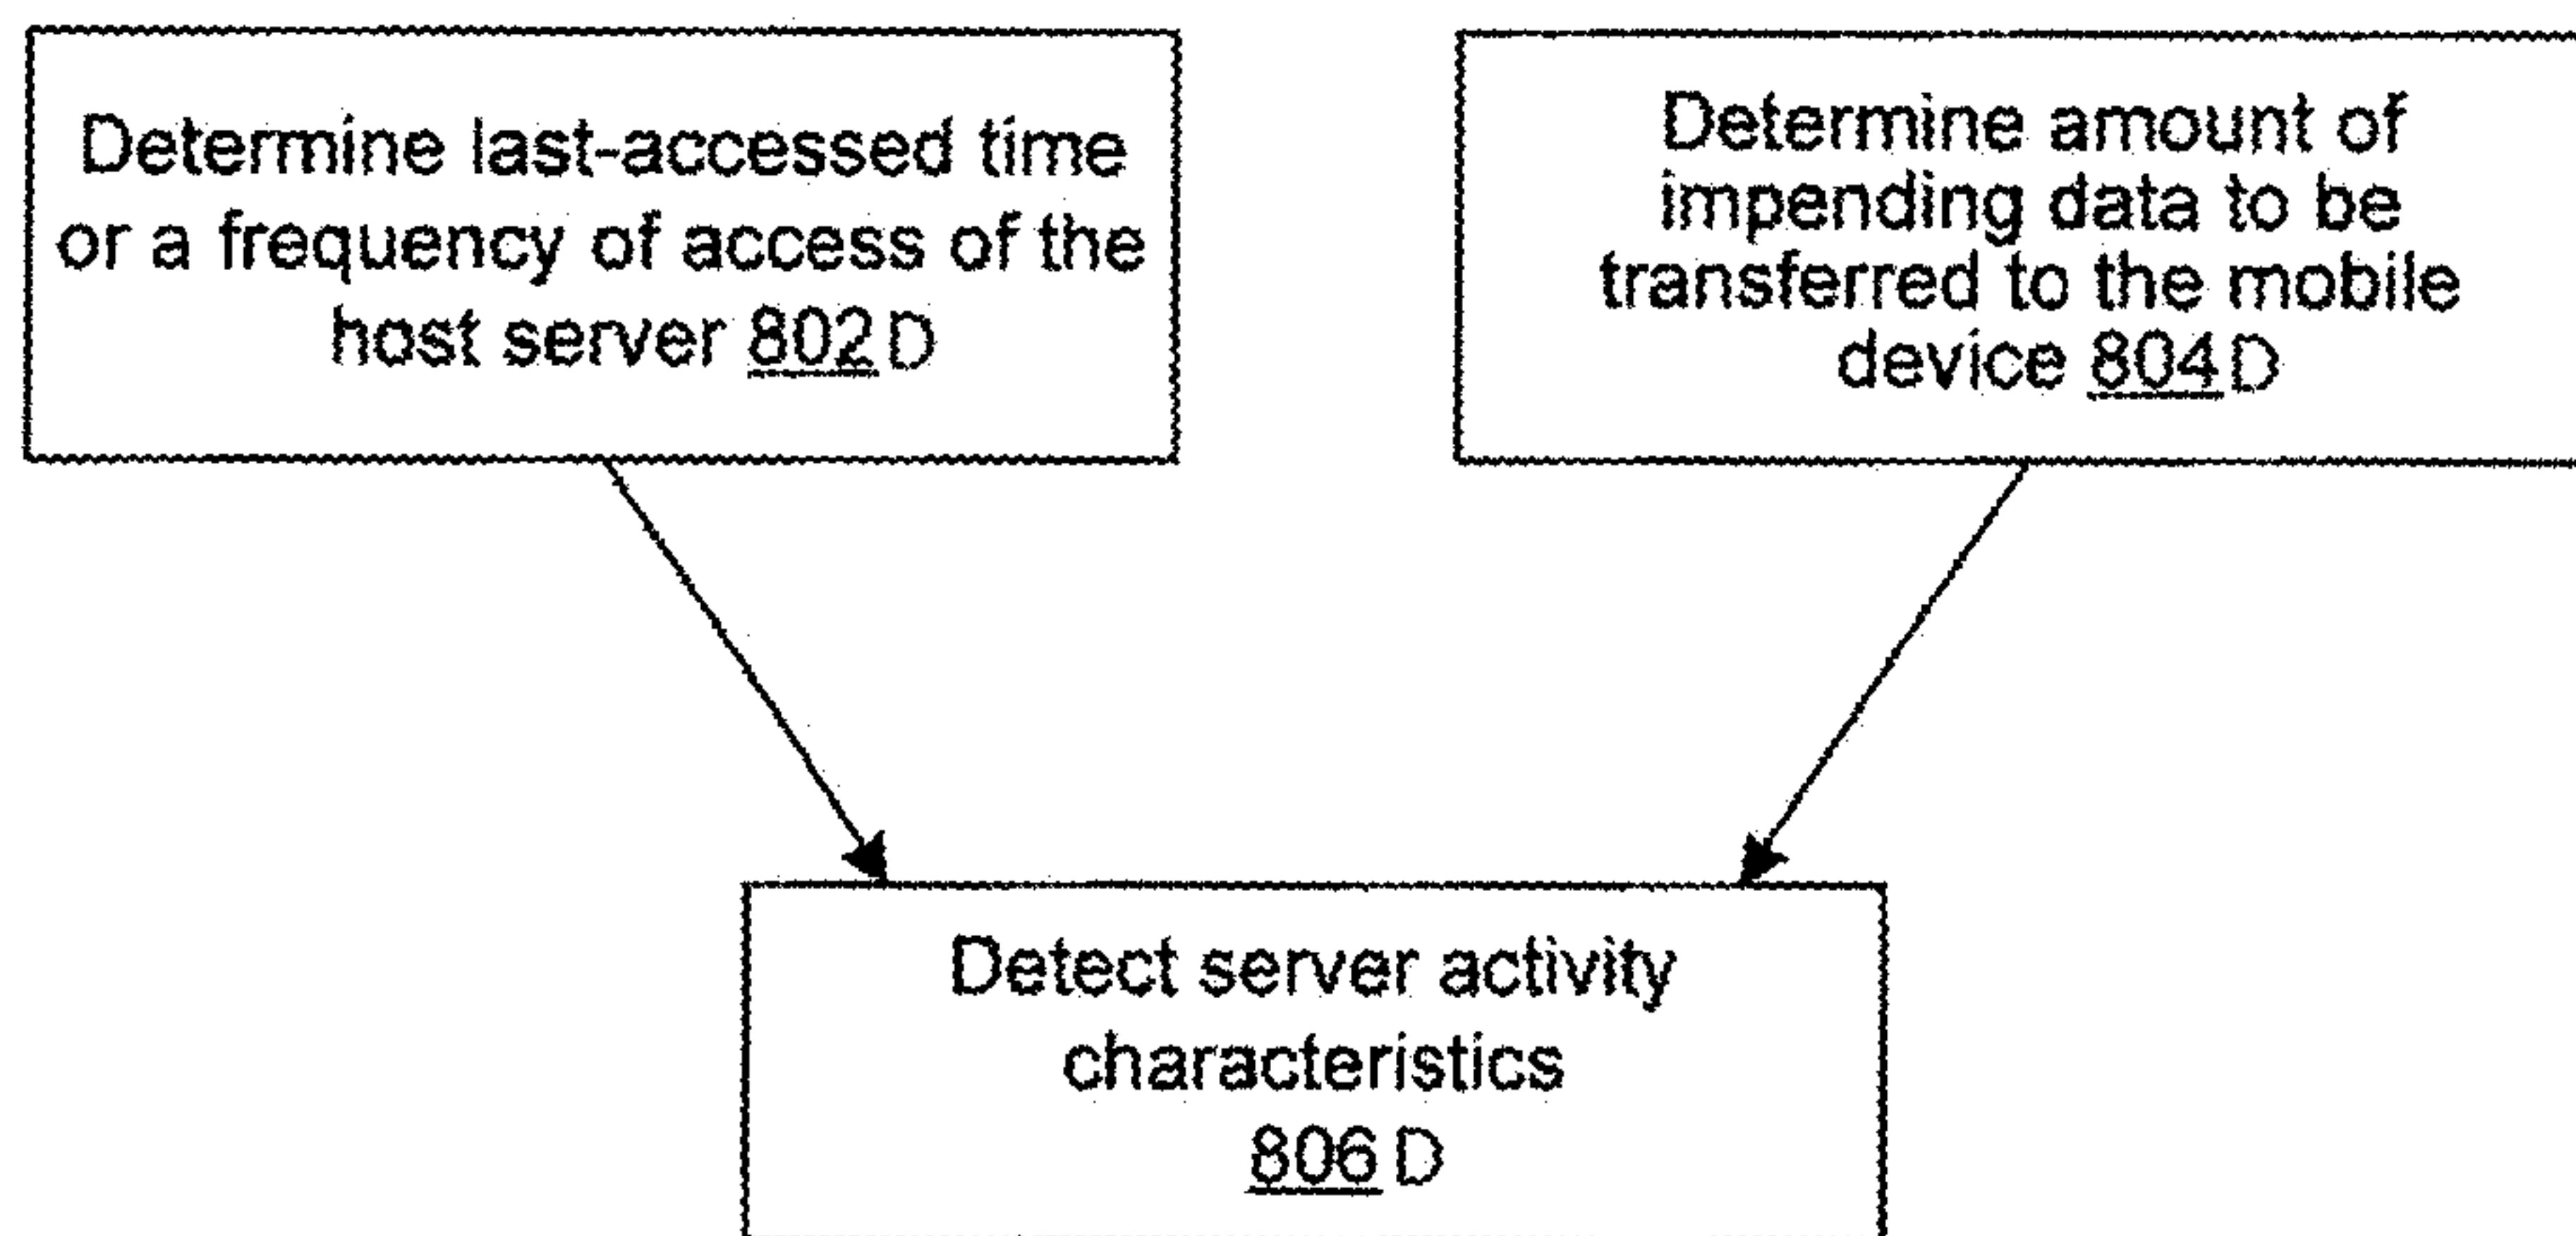 Determine last-accessed time
or a frequency of access of the
host server 802D
Determine amount of
impending data to be
transferred to the mobile
device 804D
Detect server activity
characteristics
806D